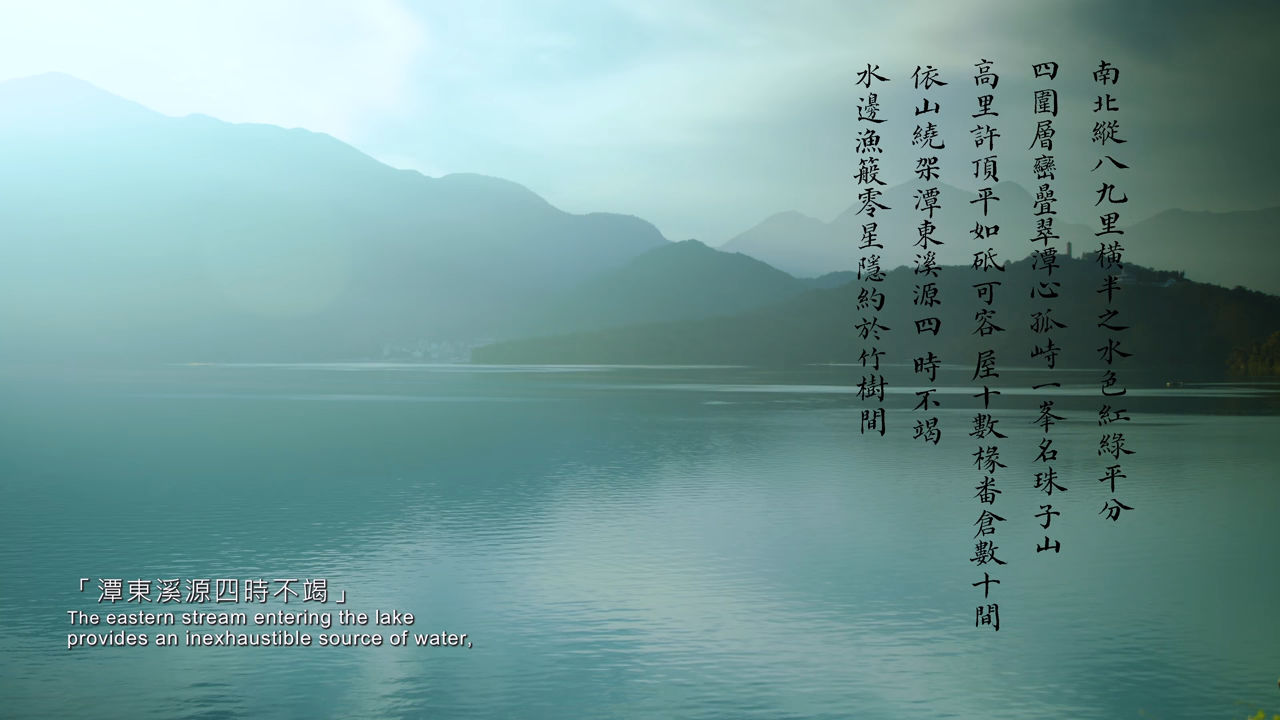 南北縱八九里橫半之水色紅綠平分
四圍層巒疊翠潭心孤峙一峯名珠子山
高里許頂平如砥可容屋十數椽番倉數十間
依山繞架潭東溪源四時不竭
水邊漁簸零星隱約於竹樹間
「潭東溪源四時不竭」
The eastern stream entering the lake
provides an inexhaustible source of water,